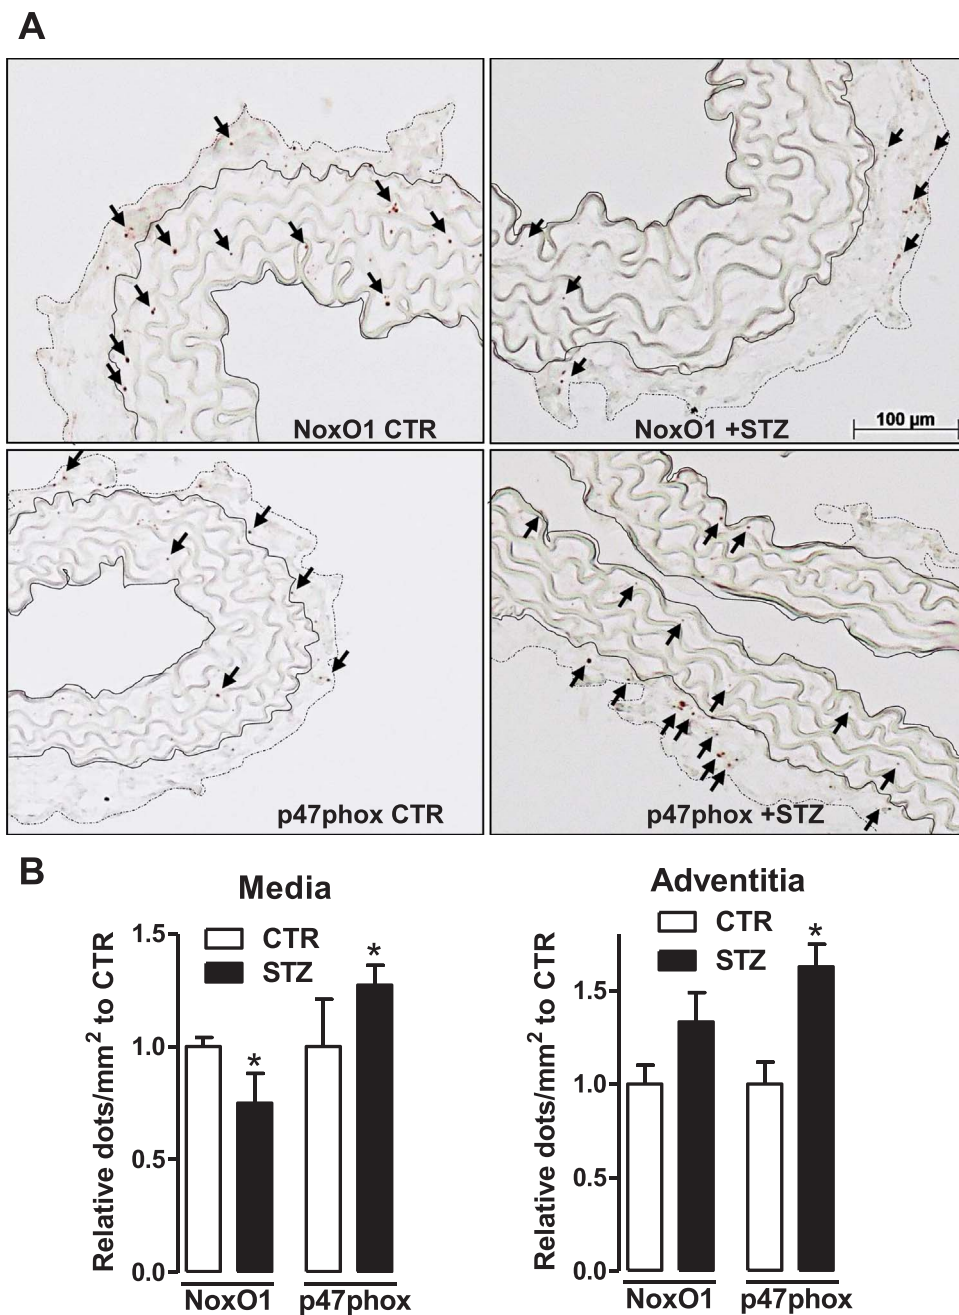 A
NoxO1 CTR
NoxO1 +STZ
100 µm
p47phox CTR
p47phox +STZ
B
Media
CTR
STZ
Relative dots/mm² to CTR
1.5
1.0
0.5
0.0
*
*
NoxO1
p47phox
Adventitia
CTR
STZ
Relative dots/mm² to CTR
1.5
1.0
0.5
0.0
*
NoxO1
p47phox